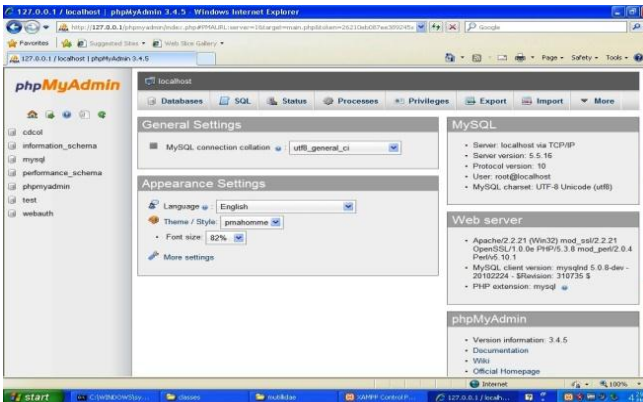 127.0.0.1 / localhost | phpMyAdmin 3.4.5 - Windows Internet Explorer
Google
Favorites Suggested Sites Web Slice Gallery
127.0.0.1 / localhost | phpMyAdmin 3.4.5
Page Safety Tools
phpMyAdmin
localhost
Databases SQL Status Processes Privileges Export Import More
cdcol
information_schema
mysql
performance_schema
phpmyadmin
test
webauth
General Settings
MySQL connection collation : utf8_general_ci
Appearance Settings
Language : English
Theme / Style: pmahomme
Font size: 82%
More settings
MySQL
Server: localhost via TCP/IP
Server version: 5.5.16
Protocol version: 10
User: root@localhost
MySQL charset: UTF-8 Unicode (utf8)
Web server
Apache/2.2.21 (Win32) mod_ssl/2.2.21
OpenSSL/1.0.0e PHP/5.3.8 mod_perl/2.0.4
Perl/v5.10.1
MySQL client version: mysqlnd 5.0.8-dev -
20102224 - $Revision: 310735 $
PHP extension: mysql
phpMyAdmin
Version information: 3.4.5
Documentation
Wiki
Official Homepage
Internet 100%
start C:\WINDOWS\sy... classes mutillidae XAMPP Control P... 127.0.0.1 / localh...